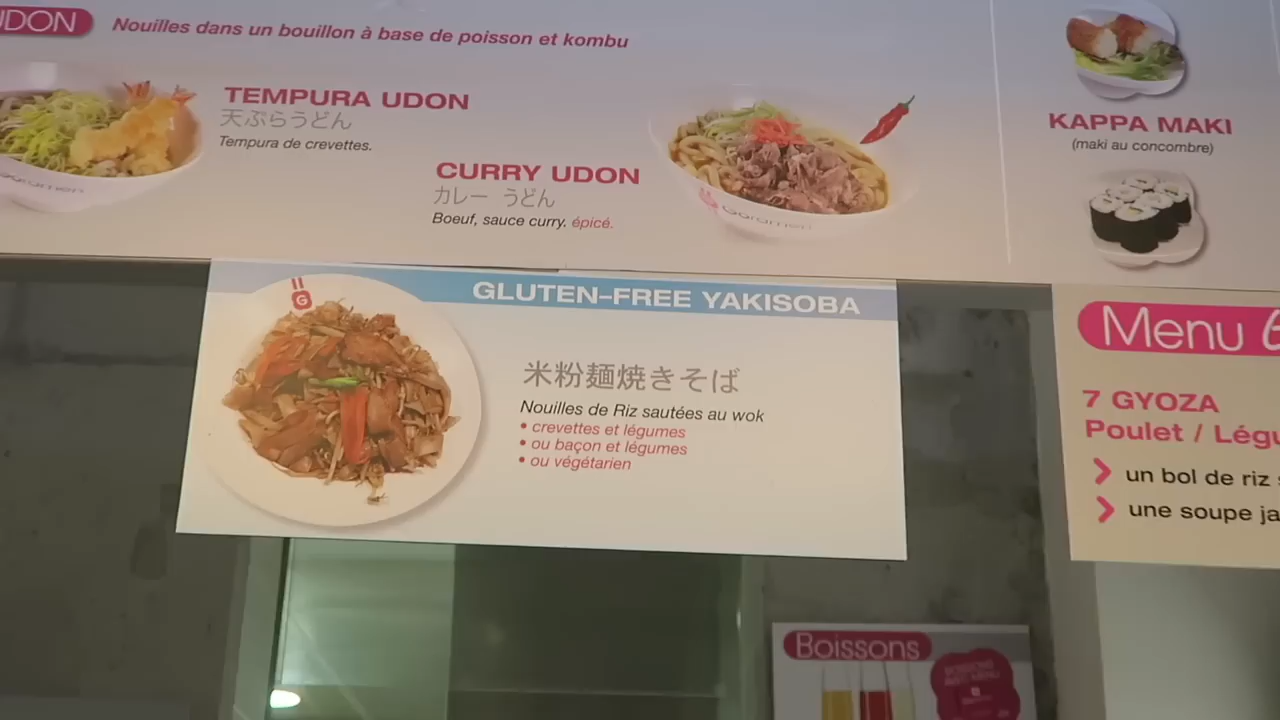 UDON
Nouilles dans un bouillon à base de poisson et kombu
TEMPURA UDON
天ぷらうどん
Tempura de crevettes.
CURRY UDON
カレー うどん
Boeuf, sauce curry. épicé.
KAPPA MAKI
(maki au concombre)
GLUTEN-FREE YAKISOBA
G
米粉麺焼きそば
Nouilles de Riz sautées au wok
• crevettes et légumes
• ou baçon et légumes
• ou végétarien
Menu
7 GYOZA
Poulet / Légu
un bol de riz
une soupe ja
Boissons
BOISSONS
AVEC MENU